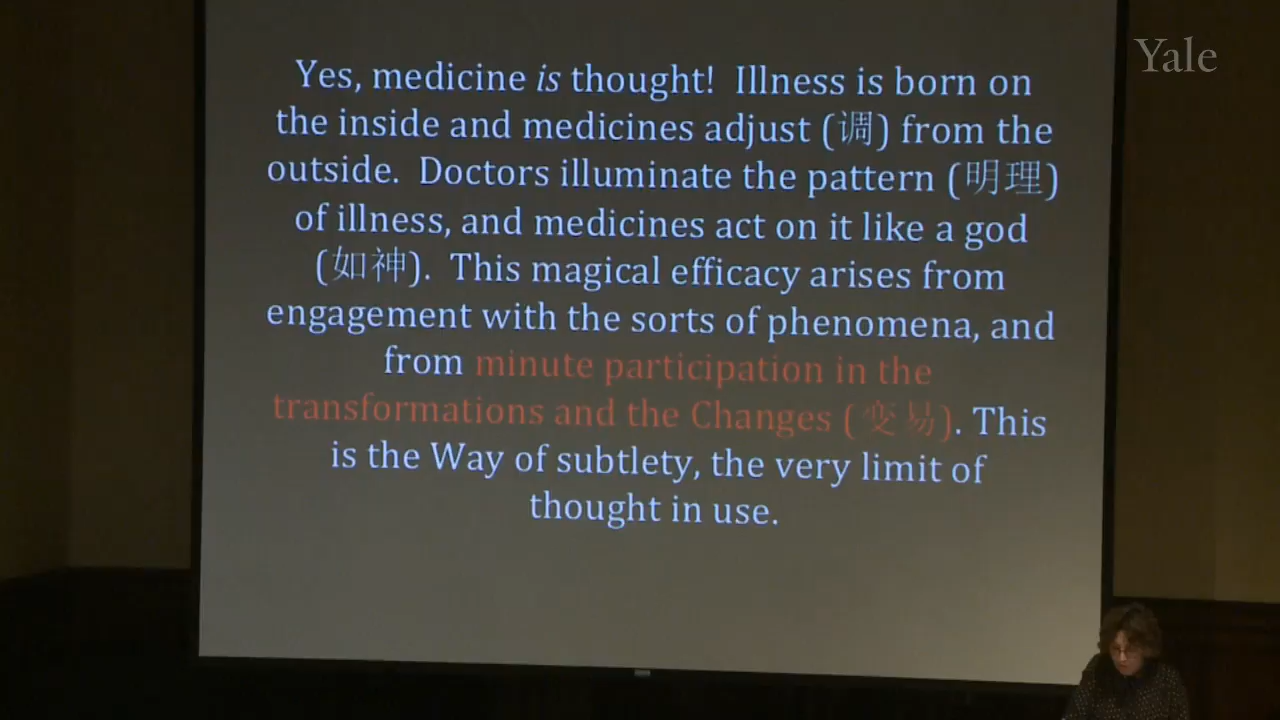 Yale
Yes, medicine is thought!  Illness is born on
the inside and medicines adjust (调) from the
outside.  Doctors illuminate the pattern (明理)
of illness, and medicines act on it like a god
(如神).  This magical efficacy arises from
engagement with the sorts of phenomena, and
from minute participation in the
transformations and the Changes (变易). This
is the Way of subtlety, the very limit of
thought in use.